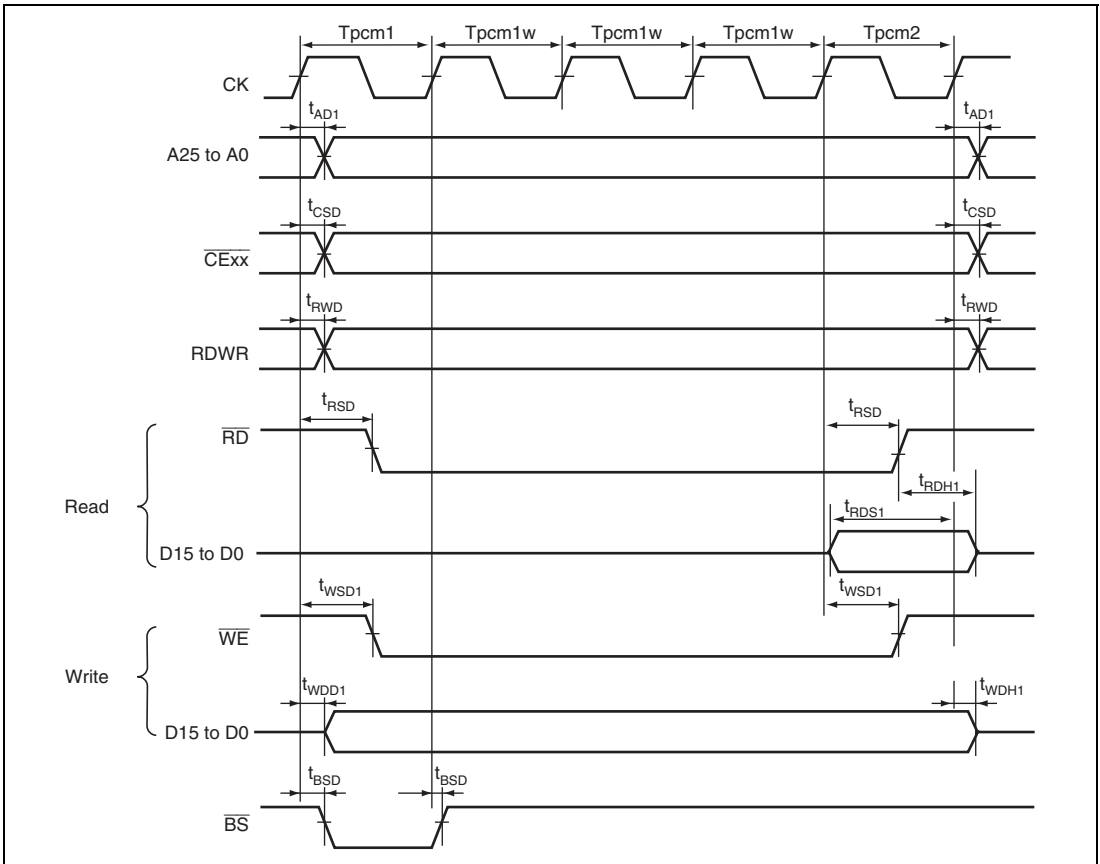 Tpcm1 Tpcm1w Tpcm1w Tpcm1w Tpcm2
CK
tAD1 tAD1
A25 to A0
tCSD tCSD
CExx
tRWD tRWD
RDWR
tRSD tRSD
RD
tRDH1
Read
tRDS1
D15 to D0
tWSD1 tWSD1
WE
Write
tWDD1 tWDH1
D15 to D0
tBSD tBSD
BS